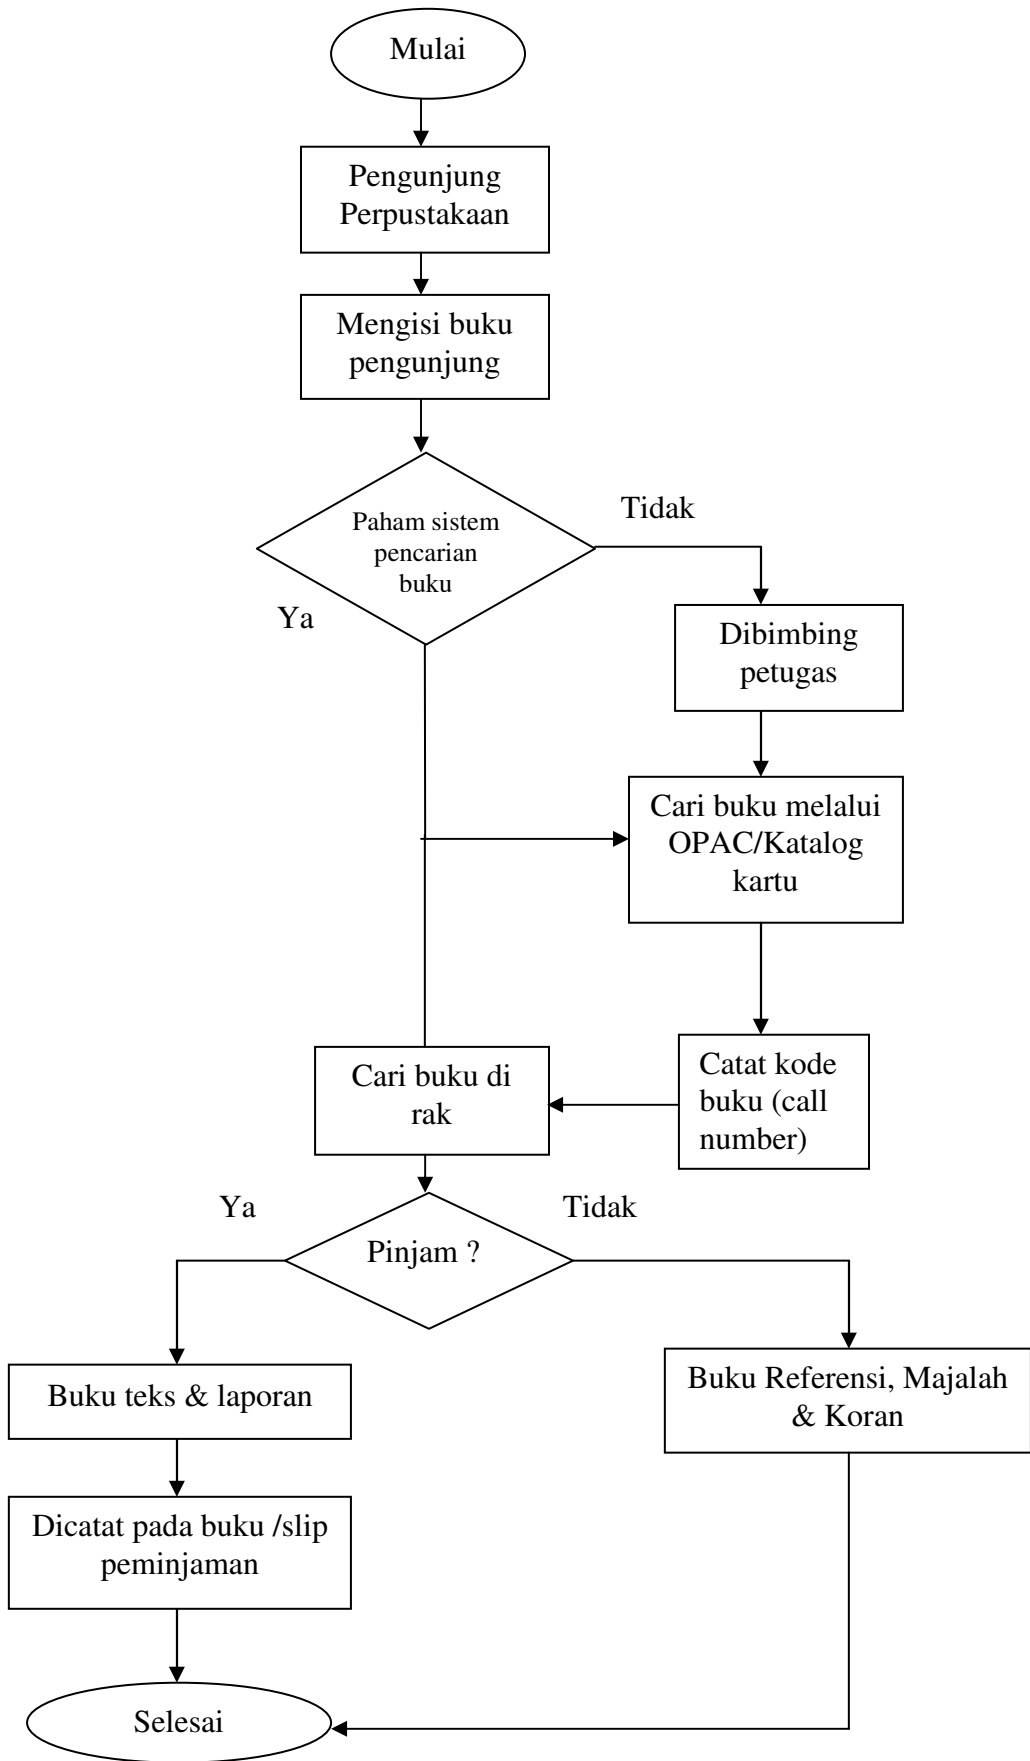 Mulai
Pengunjung
Perpustakaan
Mengisi buku
pengunjung
Paham sistem
pencarian
buku
Tidak
Ya
Dibimbing
petugas
Cari buku melalui
OPAC/Katalog
kartu
Cari buku di
rak
Catat kode
buku (call
number)
Ya
Tidak
Pinjam ?
Buku teks & laporan
Buku Referensi, Majalah
& Koran
Dicatat pada buku /slip
peminjaman
Selesai